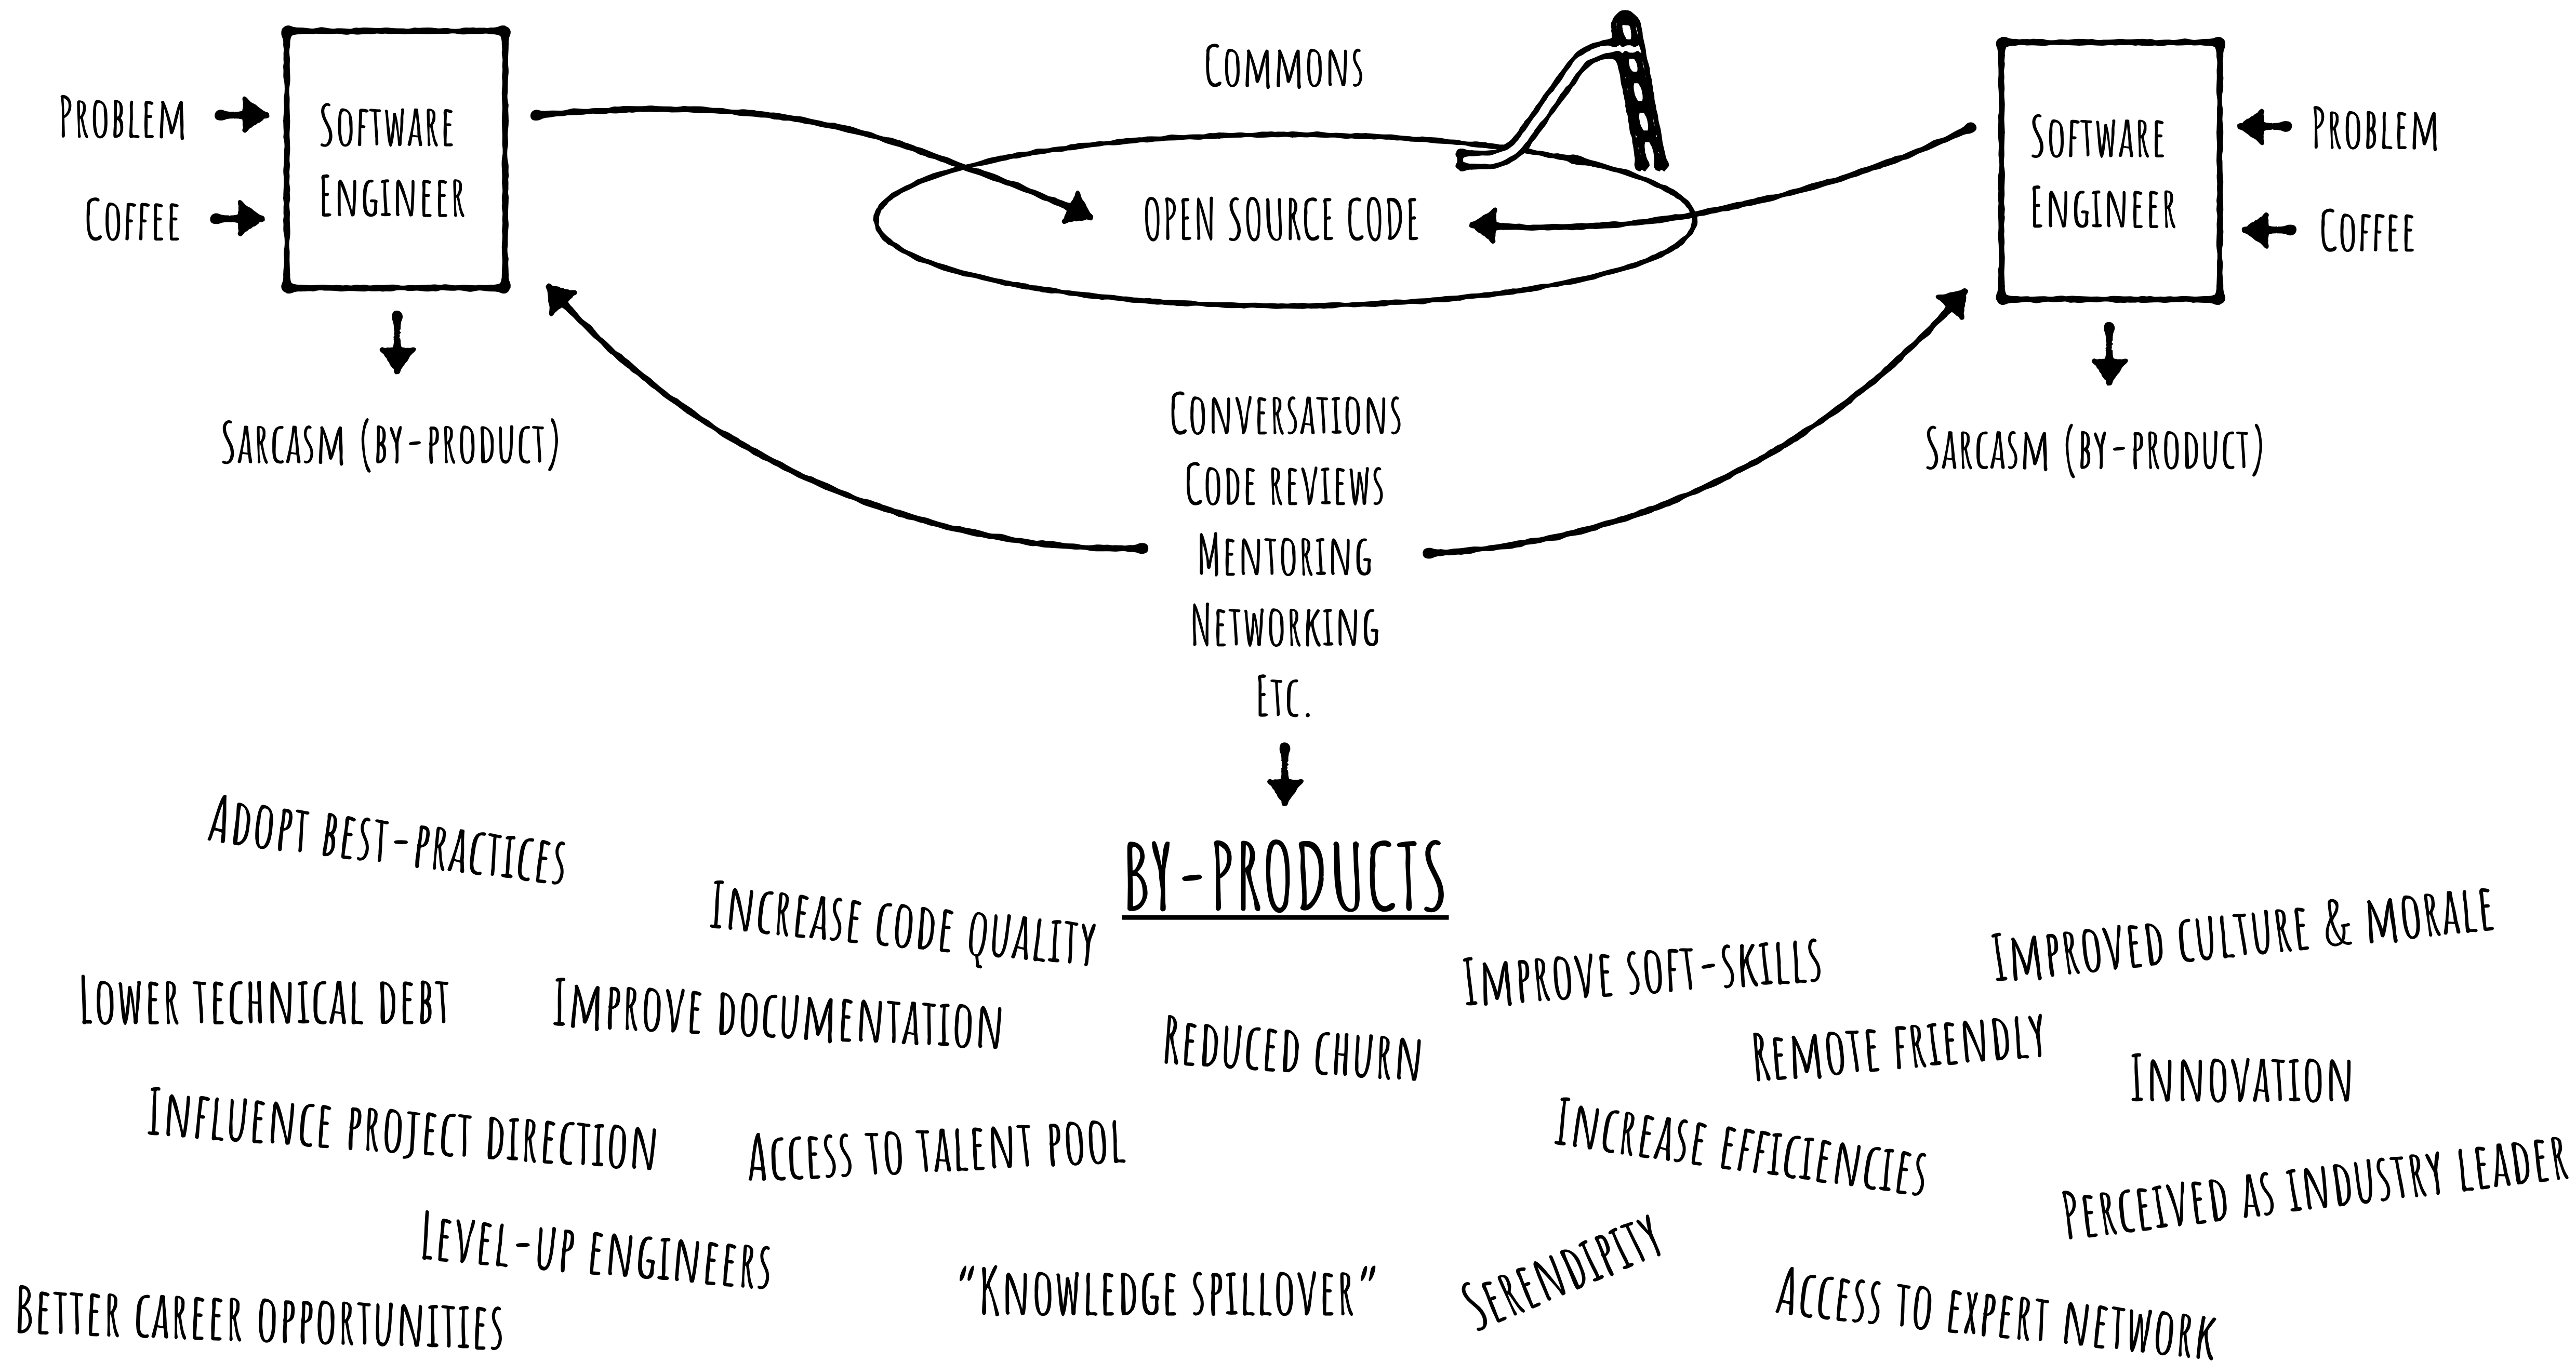 Commons
Problem
Coffee
Software
Engineer
Sarcasm (by-product)
OPEN SOURCE CODE
Software
Engineer
Problem
Coffee
Sarcasm (by-product)
Conversations
Code reviews
Mentoring
Networking
Etc.
BY-PRODUCTS
Adopt best-practices
Increase code quality
Improve soft-skills
Improved culture & morale
Lower technical debt
Improve documentation
Reduced churn
Remote friendly
Innovation
Influence project direction
Access to talent pool
Increase efficiencies
Perceived as industry leader
Level-up engineers
"Knowledge spillover"
Serendipity
Better career opportunities
Access to expert network